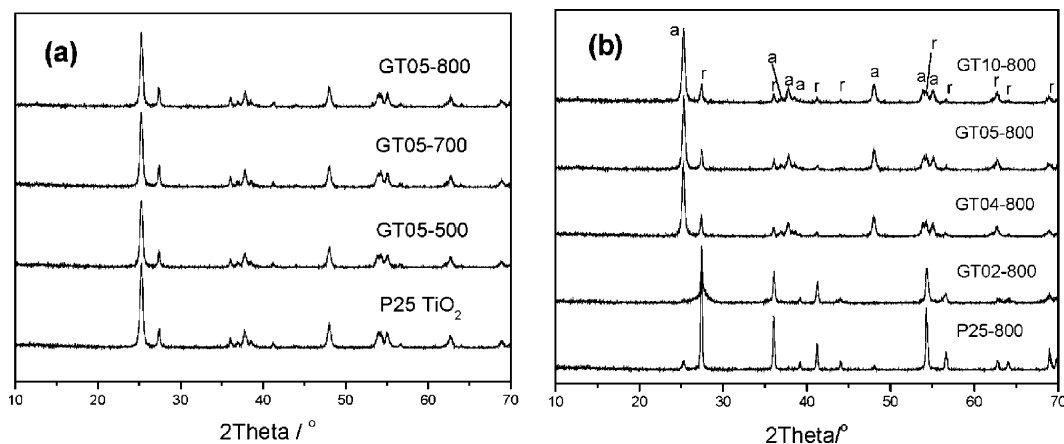 (a)
GT05-800
GT05-700
GT05-500
P25 TiO₂
10 20 30 40 50 60 70
2Theta / °
(b)
a
r
a
r
a
a
r
r
a
a
r
a
r
r
r
r
GT10-800
GT05-800
GT04-800
GT02-800
P25-800
10 20 30 40 50 60 70
2Theta/°